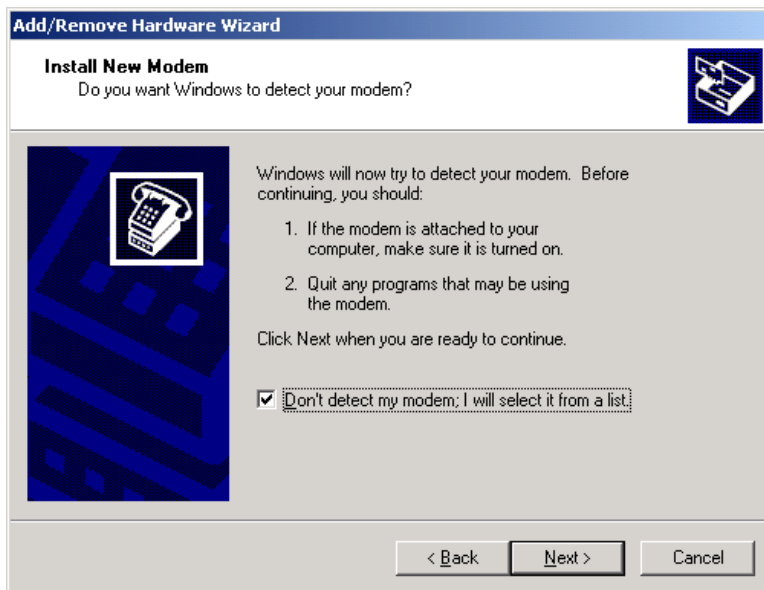 Add/Remove Hardware Wizard
Install New Modem
Do you want Windows to detect your modem?
Windows will now try to detect your modem. Before
continuing, you should:
1. If the modem is attached to your
computer, make sure it is turned on.
2. Quit any programs that may be using
the modem.
Click Next when you are ready to continue.
Don't detect my modem; I will select it from a list.
< Back Next > Cancel